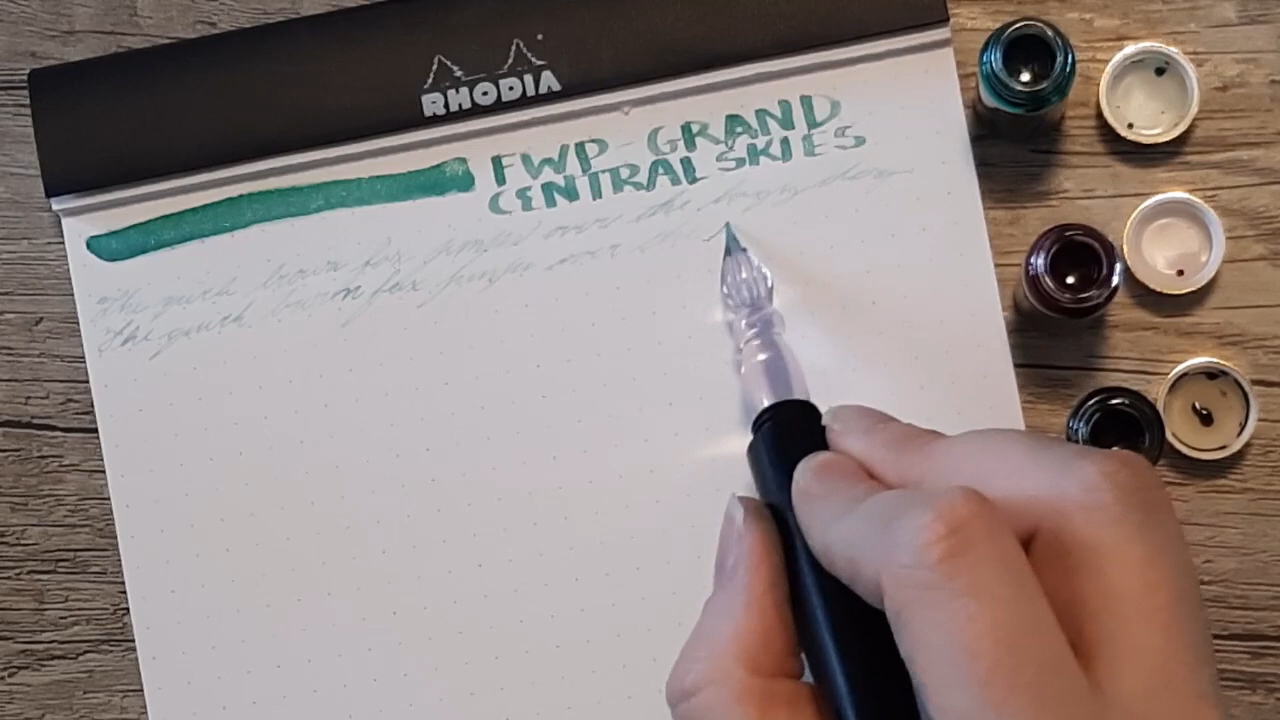 RHODIA
FWP - GRAND
CENTRAL SKIES
The quick brown fox jumps over the lazy dog
The quick brown fox jumps over the